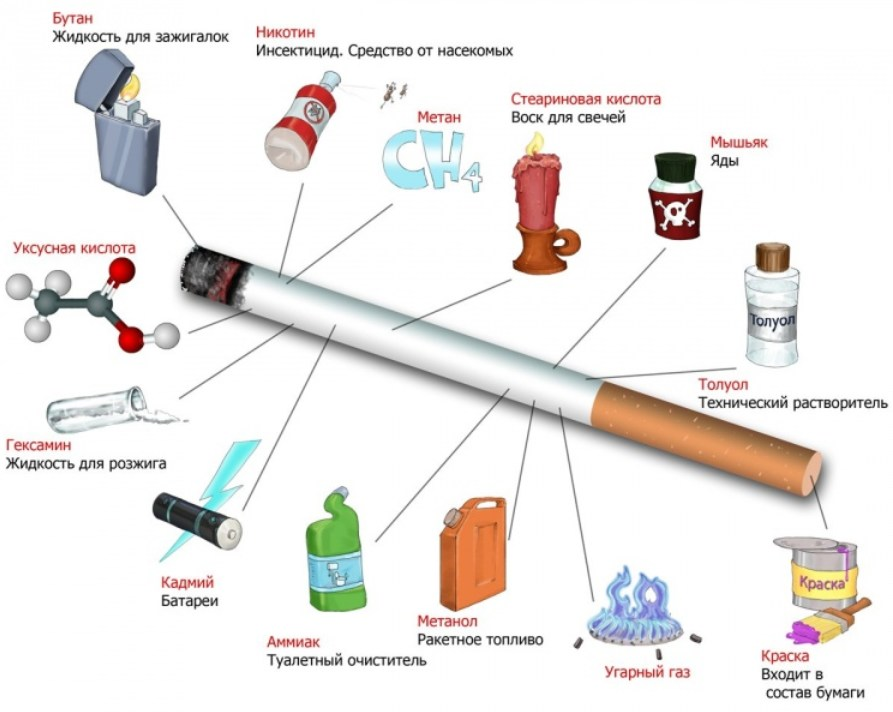 Бутан
Жидкость для зажигалок
Никотин
Инсектицид. Средство от насекомых
Метан
CH4
Стеариновая кислота
Воск для свечей
Мышьяк
Яды
Уксусная кислота
Толуол
Толуол
Технический растворитель
Гексамин
Жидкость для розжига
Кадмий
Батареи
Аммиак
Туалетный очиститель
Метанол
Ракетное топливо
Угарный газ
Краска
Краска
Входит в
состав бумаги